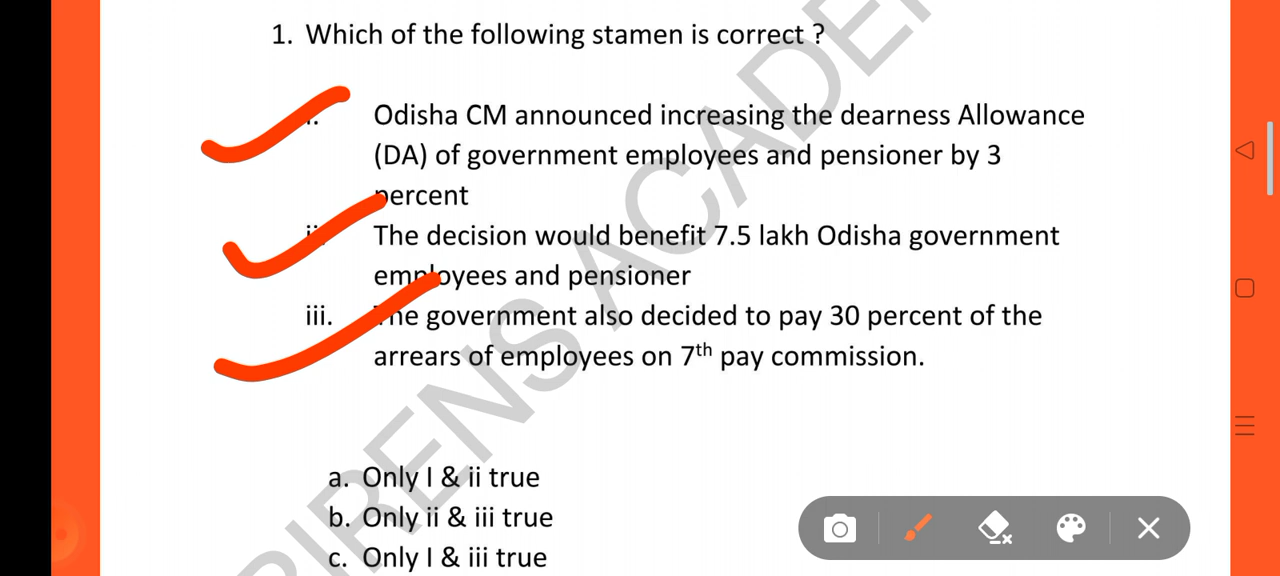 1. Which of the following stamen is correct ?
i. Odisha CM announced increasing the dearness Allowance
(DA) of government employees and pensioner by 3
percent
ii. The decision would benefit 7.5 lakh Odisha government
employees and pensioner
iii. The government also decided to pay 30 percent of the
arrears of employees on 7th pay commission.
a. Only I & ii true
b. Only ii & iii true
c. Only I & iii true
BIRENS ACADEM